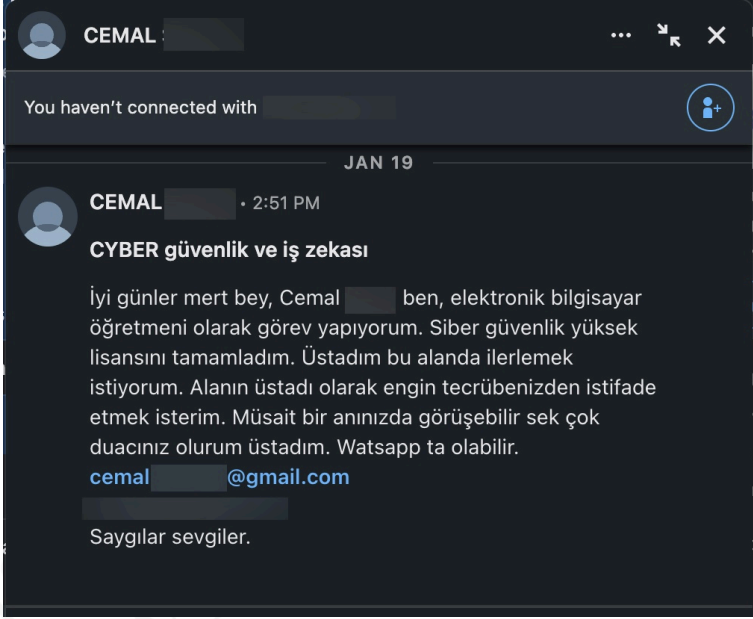 CEMAL
You haven't connected with
JAN 19
CEMAL • 2:51 PM
CYBER güvenlik ve iş zekası
İyi günler mert bey, Cemal ben, elektronik bilgisayar
öğretmeni olarak görev yapıyorum. Siber güvenlik yüksek
lisansını tamamladım. Üstadım bu alanda ilerlemek
istiyorum. Alanın üstadı olarak engin tecrübenizden istifade
etmek isterim. Müsait bir anınızda görüşebilir sek çok
duacınız olurum üstadım. Watsapp ta olabilir.
cemal @gmail.com
Saygılar sevgiler.